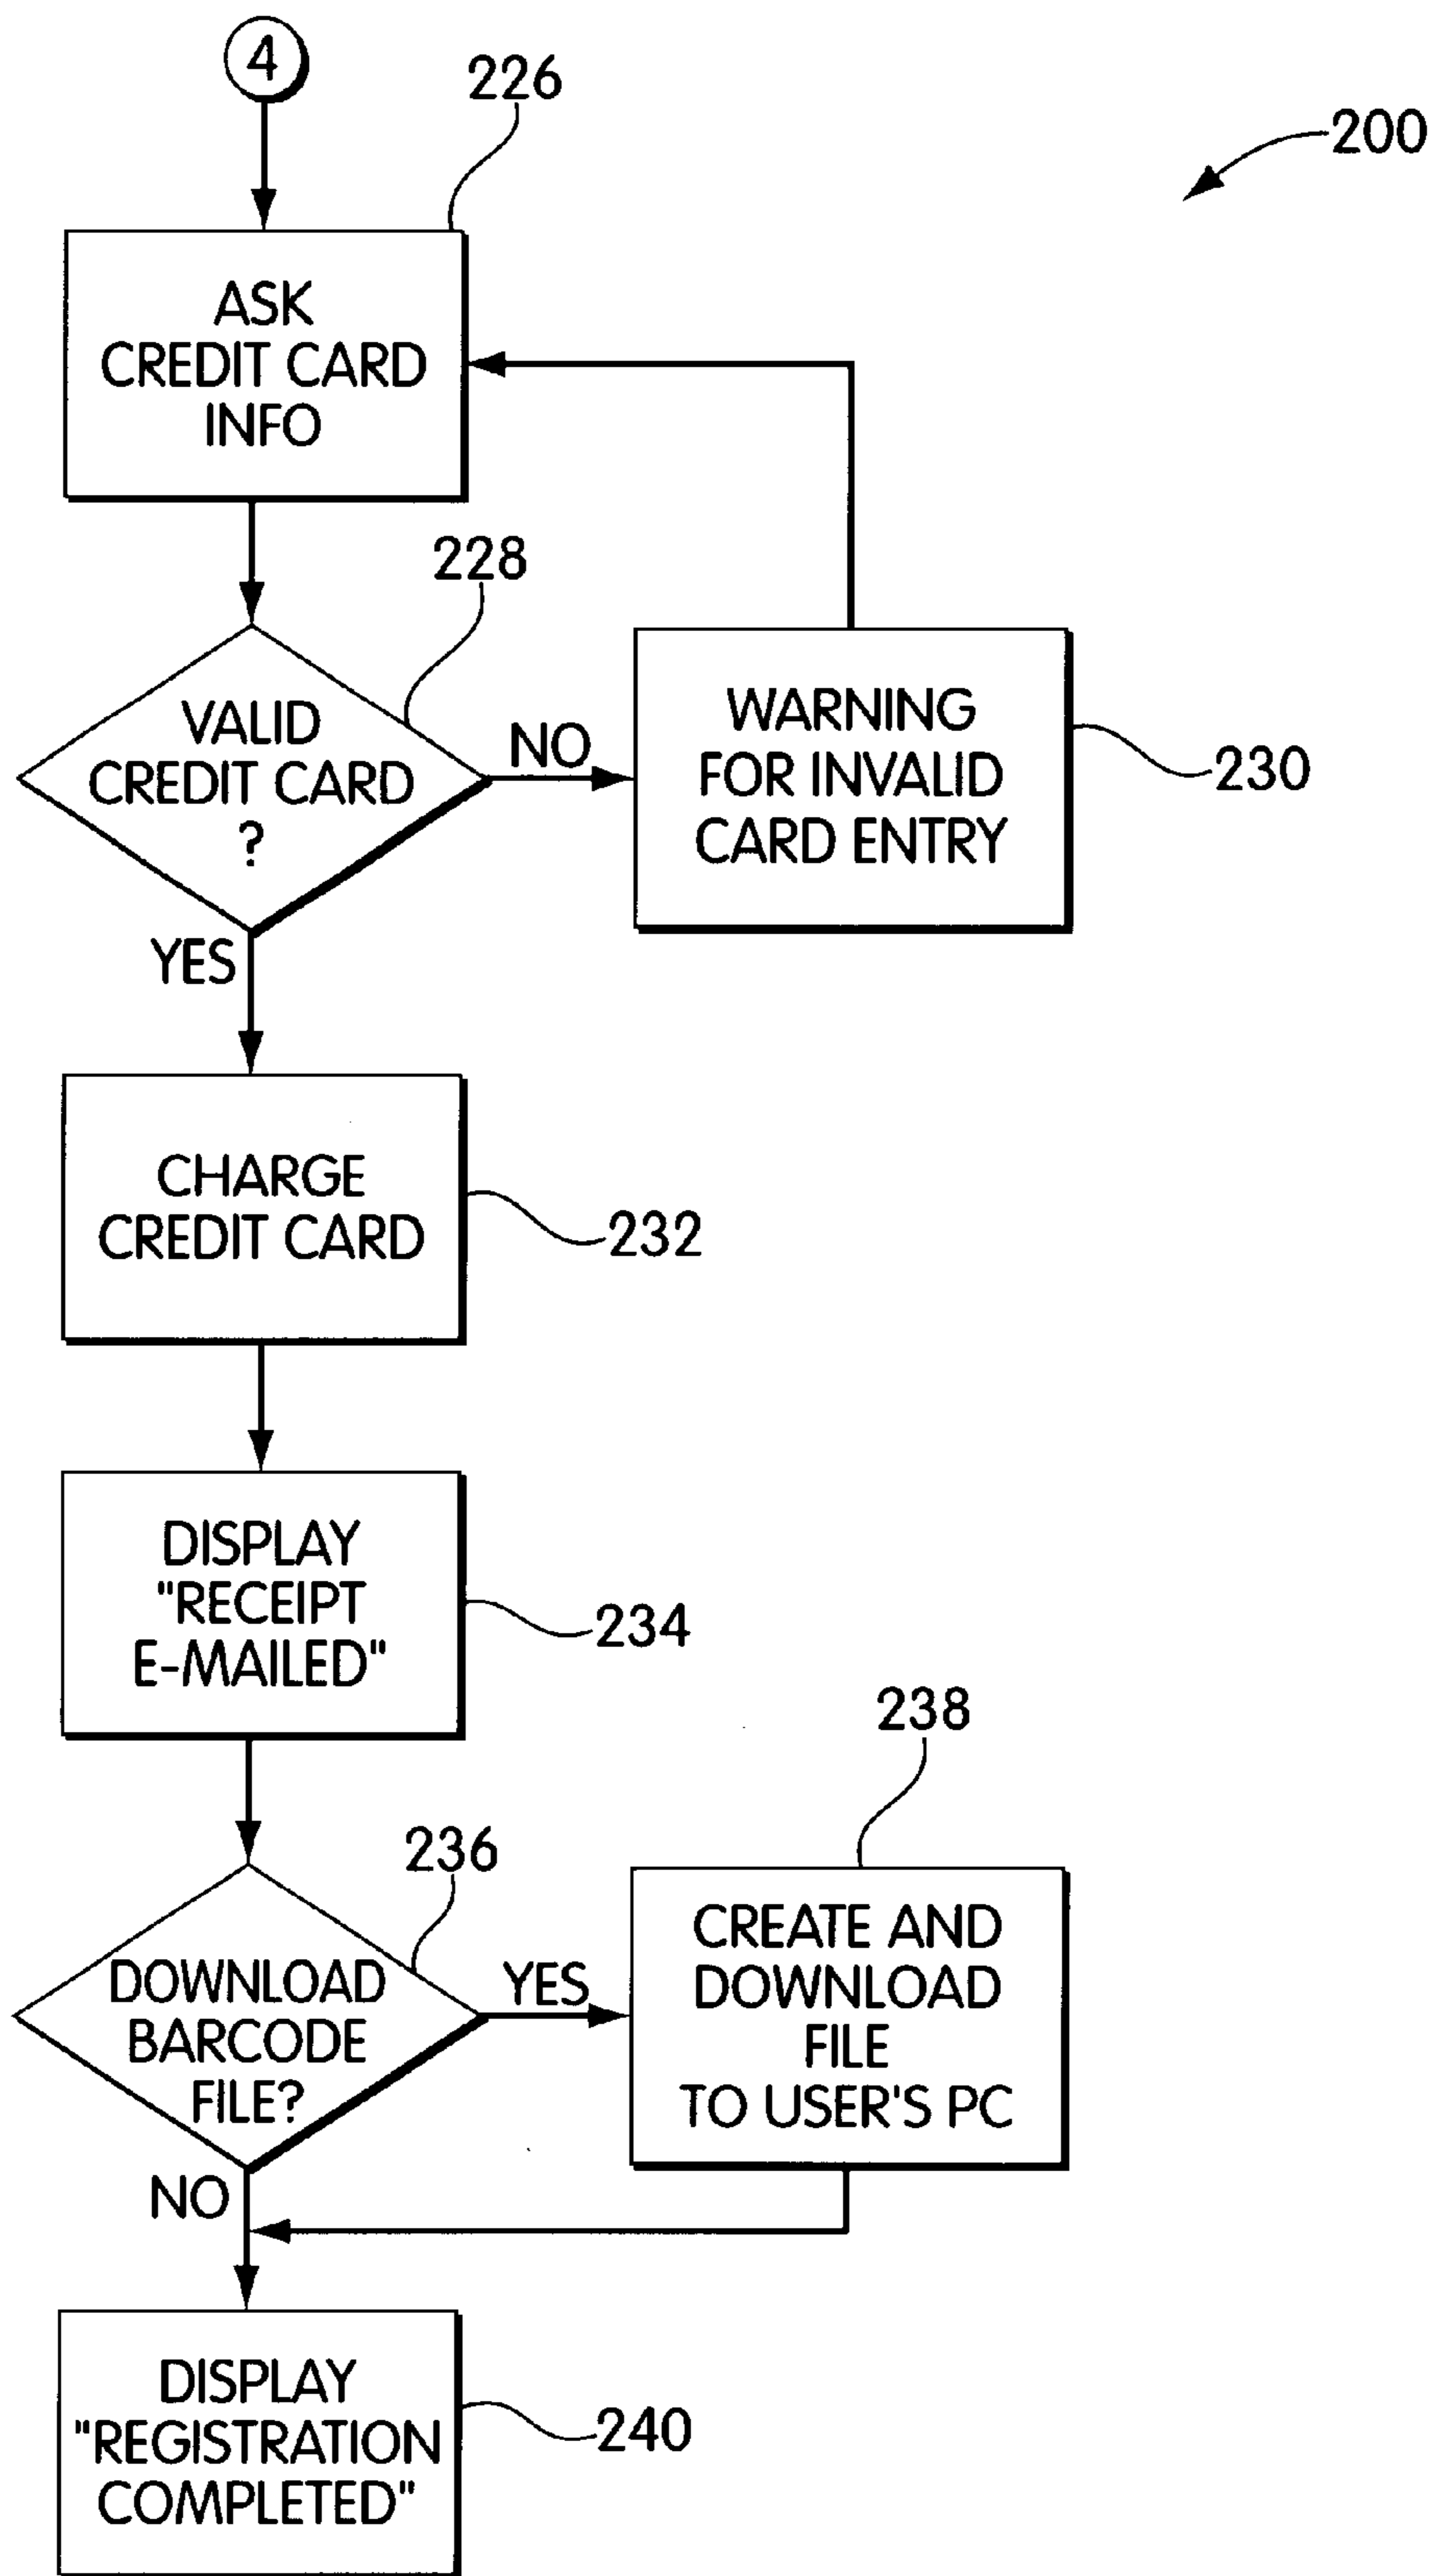 4
226
200
ASK
CREDIT CARD
INFO
228
VALID
CREDIT CARD
?
NO
WARNING
FOR INVALID
CARD ENTRY
230
YES
CHARGE
CREDIT CARD
232
DISPLAY
"RECEIPT
E-MAILED"
234
238
236
DOWNLOAD
BARCODE
FILE?
YES
CREATE AND
DOWNLOAD
FILE
TO USER'S PC
NO
DISPLAY
"REGISTRATION
COMPLETED"
240